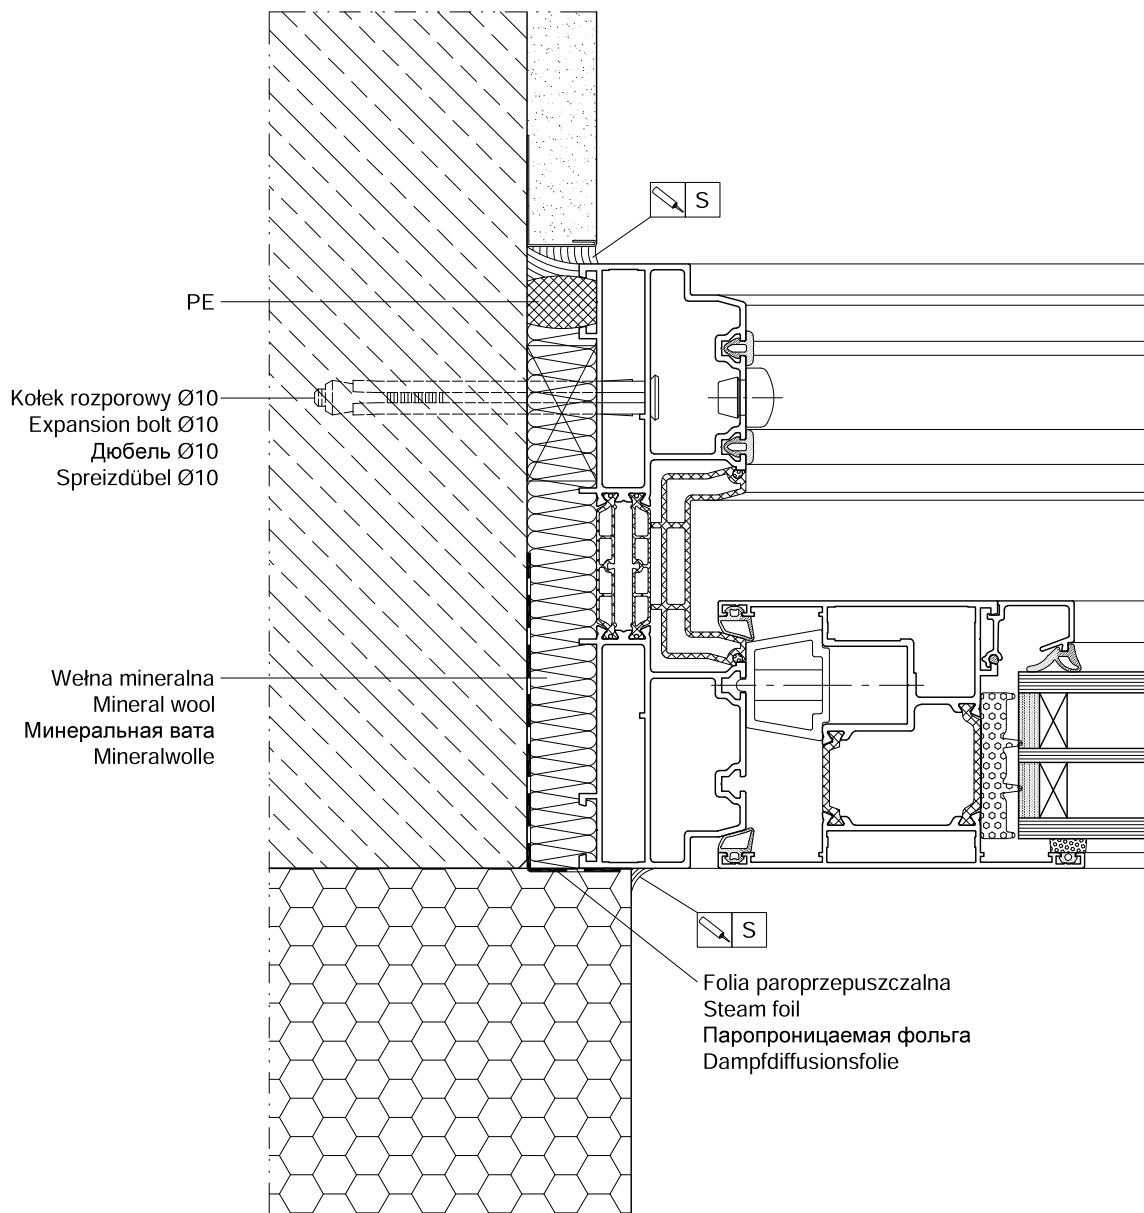 S
PE
Kołek rozporowy Ø10
Expansion bolt Ø10
Дюбель Ø10
Spreizdübel Ø10
Wełna mineralna
Mineral wool
Минеральная вата
Mineralwolle
S
Folia paroprzepuszczalna
Steam foil
Паропроницаемая фольга
Dampfdiffusionsfolie